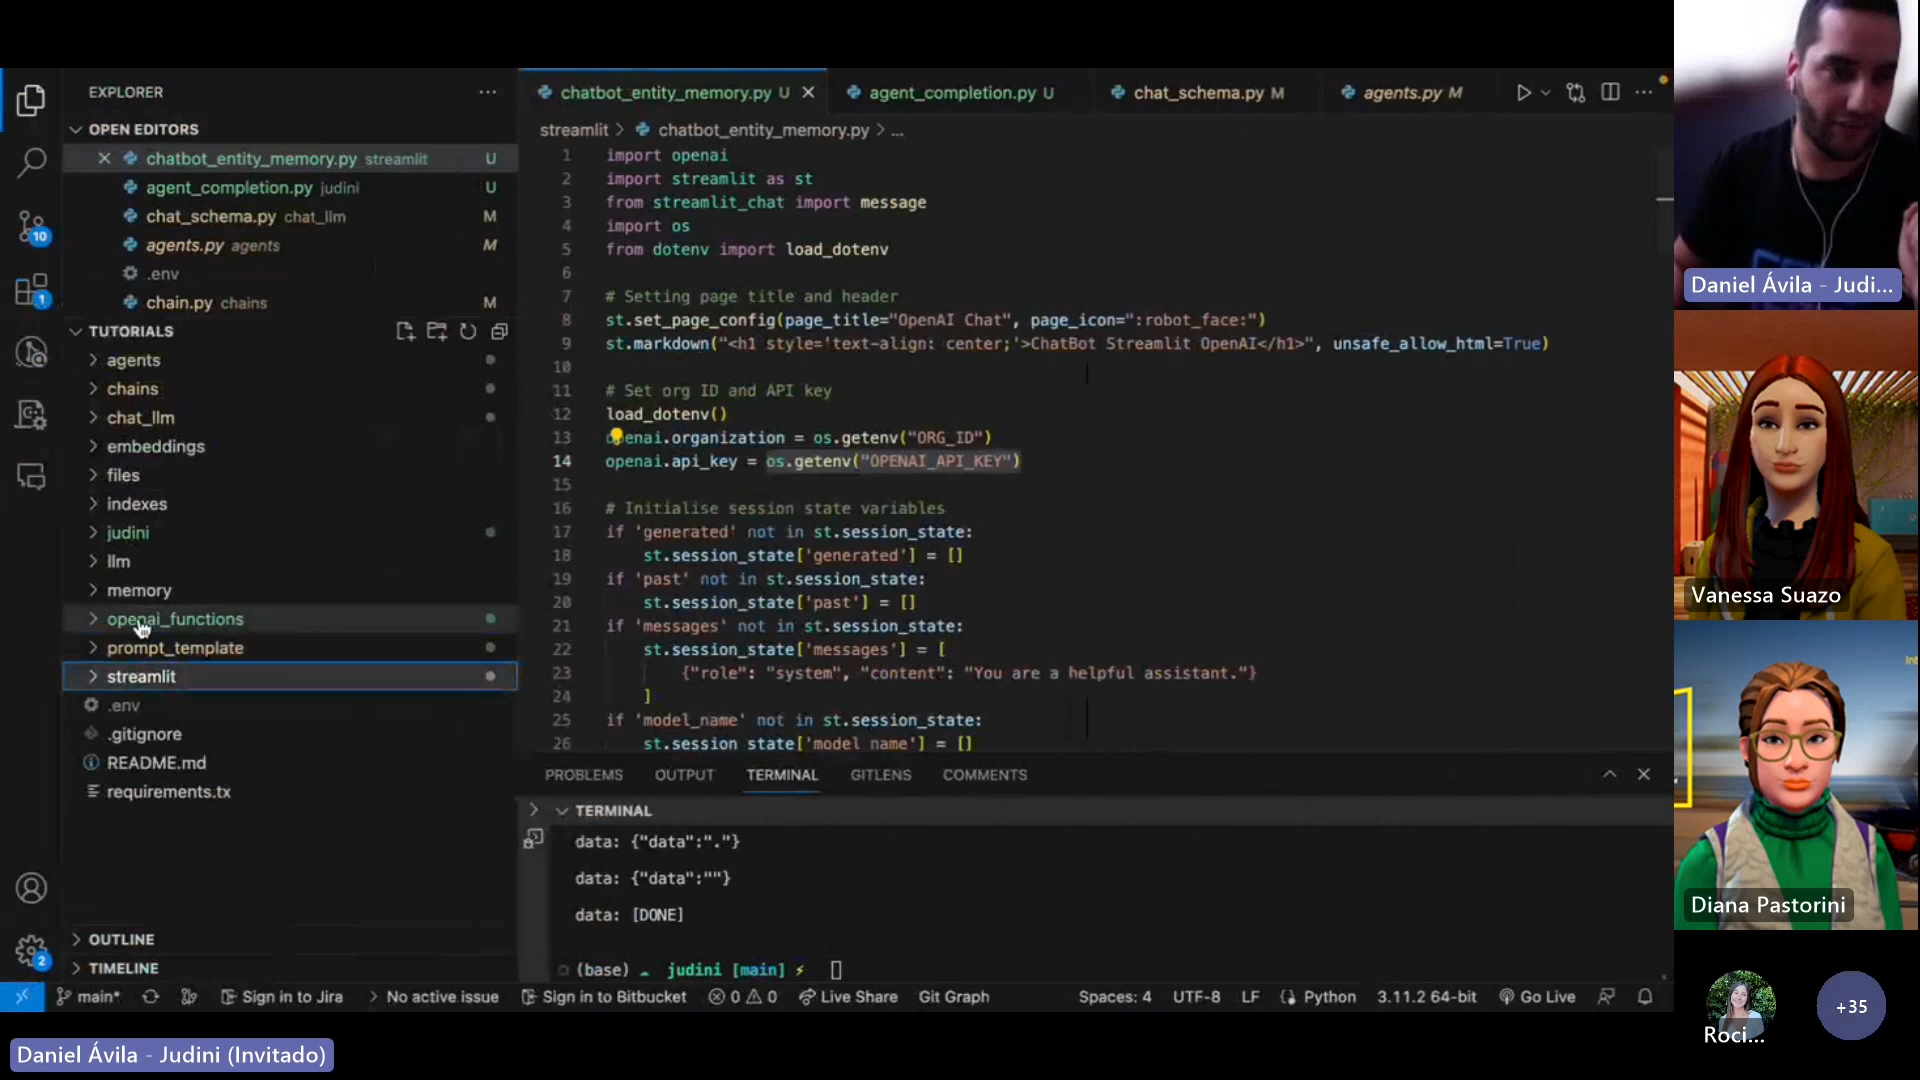 EXPLORER
OPEN EDITORS
chatbot_entity_memory.py streamlit U
agent_completion.py judini U
chat_schema.py chat_llm M
agents.py agents M
.env
chain.py chains M
TUTORIALS
agents
chains
chat_llm
embeddings
files
indexes
judini
llm
memory
openai_functions
prompt_template
streamlit
.env
.gitignore
README.md
requirements.tx
OUTLINE
TIMELINE
10
1
2
chatbot_entity_memory.py U
agent_completion.py U
chat_schema.py M
agents.py M
streamlit > chatbot_entity_memory.py > ...
1 import openai
2 import streamlit as st
3 from streamlit_chat import message
4 import os
5 from dotenv import load_dotenv
6
7 # Setting page title and header
8 st.set_page_config(page_title="OpenAI Chat", page_icon=":robot_face:")
9 st.markdown("<h1 style='text-align: center;'>ChatBot Streamlit OpenAI</h1>", unsafe_allow_html=True)
10
11 # Set org ID and API key
12 load_dotenv()
13 openai.organization = os.getenv("ORG_ID")
14 openai.api_key = os.getenv("OPENAI_API_KEY")
15
16 # Initialise session state variables
17 if 'generated' not in st.session_state:
18 st.session_state['generated'] = []
19 if 'past' not in st.session_state:
20 st.session_state['past'] = []
21 if 'messages' not in st.session_state:
22 st.session_state['messages'] = [
23 {"role": "system", "content": "You are a helpful assistant."}
24 ]
25 if 'model_name' not in st.session_state:
26 st.session_state['model_name'] = []
PROBLEMS OUTPUT TERMINAL GITLENS COMMENTS
TERMINAL
data: {"data":"."}
data: {"data":""}
data: [DONE]
(base) judini [main] ⚡
main* Sign in to Jira No active issue Sign in to Bitbucket 0 0 Live Share Git Graph Spaces: 4 UTF-8 LF Python 3.11.2 64-bit Go Live
Daniel Ávila - Judini (Invitado)
Daniel Ávila - Judi...
Vanessa Suazo
Int
Diana Pastorini
Roci...
+35